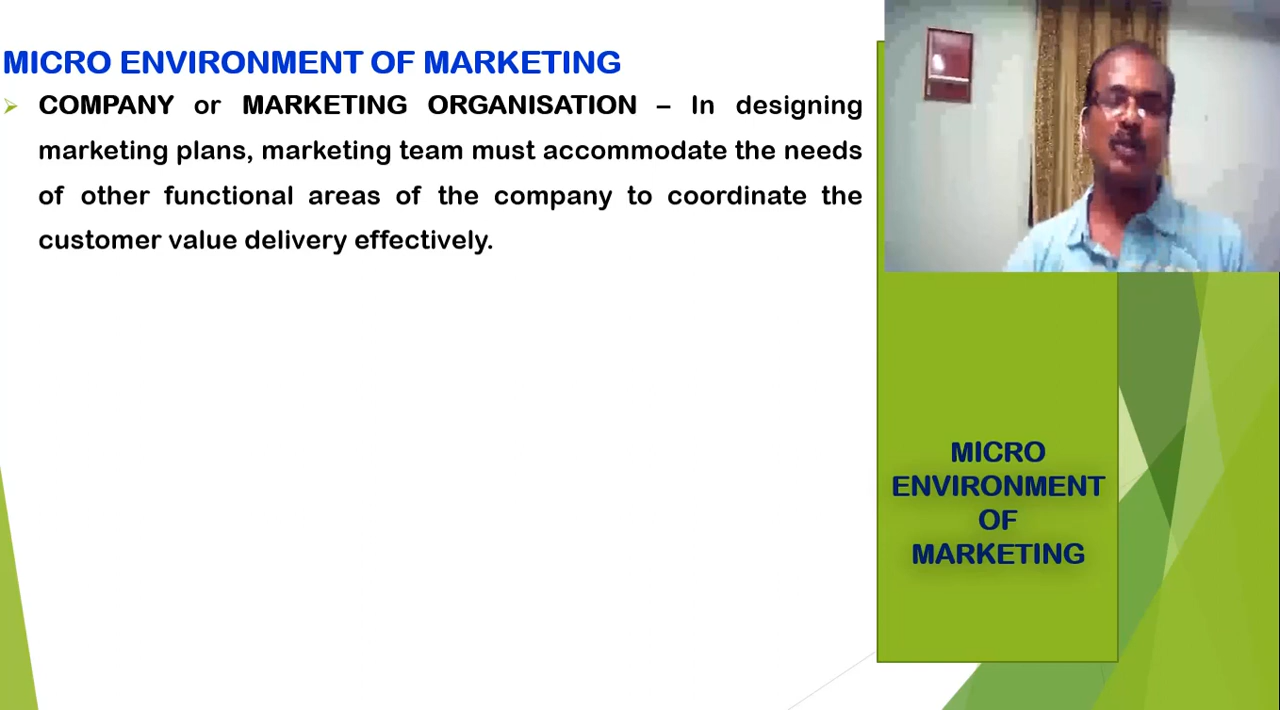 MICRO ENVIRONMENT OF MARKETING
COMPANY or MARKETING ORGANISATION – In designing
marketing plans, marketing team must accommodate the needs
of other functional areas of the company to coordinate the
customer value delivery effectively.
MICRO
ENVIRONMENT
OF
MARKETING